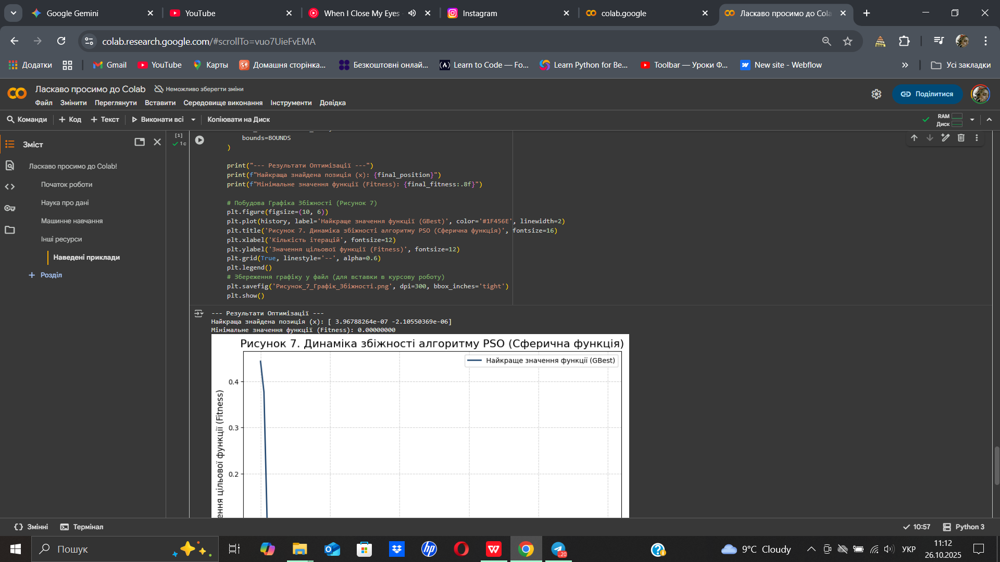 Google Gemini
YouTube
When I Close My Eyes
Instagram
colab.google
Ласкаво просимо до Cola
colab.research.google.com/#scrollTo=vuo7UieFvEMA
Додатки
Gmail
YouTube
Карты
Домашня сторінка...
Безкоштовні онлай...
Learn to Code — Fo...
Learn Python for Be...
Toolbar — Уроки Ф...
New site - Webflow
Усі закладки
Ласкаво просимо до Colab
Неможливо зберегти зміни
Файл Змінити Переглянути Вставити Середовище виконання Інструменти Довідка
Поділитися
Команди + Код + Текст Виконати всі Копіювати на Диск
RAM
Диск
Зміст
Ласкаво просимо до Colab!
Початок роботи
Наука про дані
Машинне навчання
Інші ресурси
Наведені приклади
+ Розділ
[1]
1 с
bounds=BOUNDS
)
print("--- Результати Оптимізації ---")
print(f"Найкраща знайдена позиція (x): {final_position}")
print(f"Мінімальне значення функції (Fitness): {final_fitness:.8f}")
# Побудова Графіка Збіжності (Рисунок 7)
plt.figure(figsize=(10, 6))
plt.plot(history, label='Найкраще значення функції (GBest)', color='#1F456E', linewidth=2)
plt.title('Рисунок 7. Динаміка збіжності алгоритму PSO (Сферична функція)', fontsize=16)
plt.xlabel('Кількість ітерацій', fontsize=12)
plt.ylabel('Значення цільової функції (Fitness)', fontsize=12)
plt.grid(True, linestyle='--', alpha=0.6)
plt.legend()
# Збереження графіку у файл (для вставки в курсову роботу)
plt.savefig('Рисунок_7_Графік_Збіжності.png', dpi=300, bbox_inches='tight')
plt.show()
--- Результати Оптимізації ---
Найкраща знайдена позиція (x): [ 3.96788264e-07 -2.10550369e-06]
Мінімальне значення функції (Fitness): 0.00000000
Рисунок 7. Динаміка збіжності алгоритму PSO (Сферична функція)
Найкраще значення функції (GBest)
0.4
0.3
0.2
ення цільової функції (Fitness)
Змінні
Термінал
10:57
Python 3
Пошук
..20
9°C Cloudy
УКР
11:12
26.10.2025